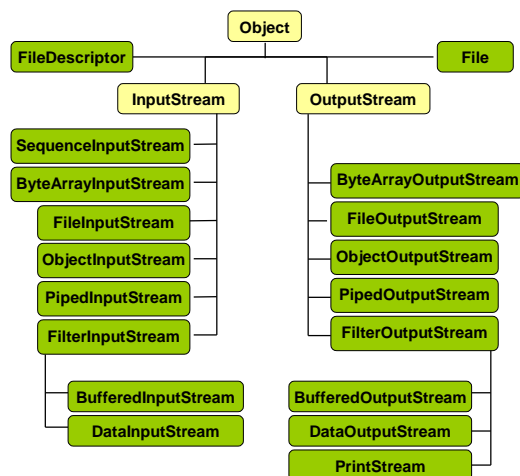 Object
FileDescriptor
File
InputStream
OutputStream
SequenceInputStream
ByteArrayInputStream
FileInputStream
ObjectInputStream
PipedInputStream
FilterInputStream
BufferedInputStream
DataInputStream
ByteArrayOutputStream
FileOutputStream
ObjectOutputStream
PipedOutputStream
FilterOutputStream
BufferedOutputStream
DataOutputStream
PrintStream